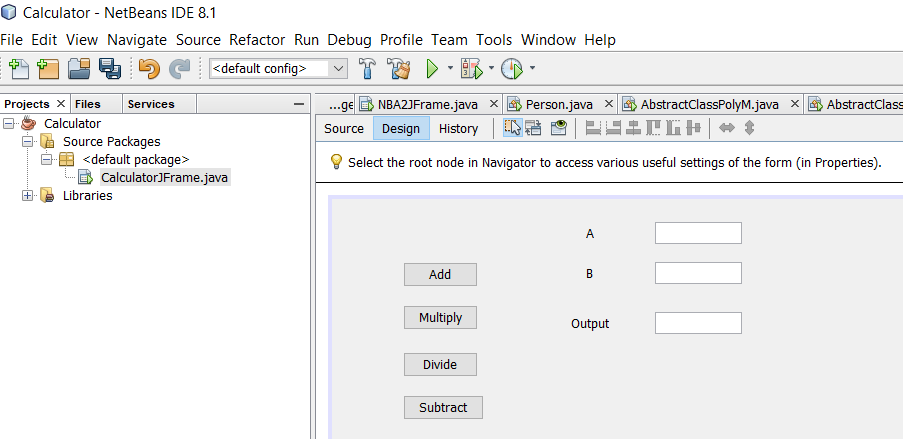 Calculator - NetBeans IDE 8.1
File Edit View Navigate Source Refactor Run Debug Profile Team Tools Window Help
<default config>
Projects Files Services
...ge NBA2JFrame.java Person.java AbstractClassPolyM.java AbstractClass
Calculator
Source Design History
Source Packages
<default package>
Select the root node in Navigator to access various useful settings of the form (in Properties).
CalculatorJFrame.java
Libraries
A
Add
B
Multiply
Output
Divide
Subtract